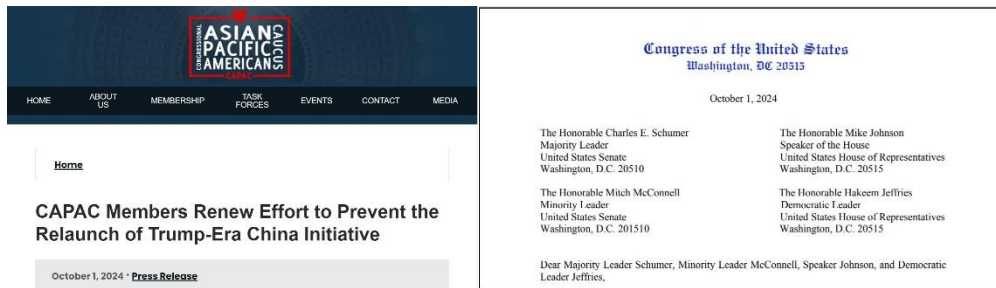 CONGRESSIONAL
ASIAN
PACIFIC
AMERICANS
CAUCUS
CAPAC
HOME
ABOUT
US
MEMBERSHIP
TASK
FORCES
EVENTS
CONTACT
MEDIA
Home
CAPAC Members Renew Effort to Prevent the
Relaunch of Trump-Era China Initiative
October 1, 2024 · Press Release
Congress of the United States
Washington, DC 20515
October 1, 2024
The Honorable Charles E. Schumer
Majority Leader
United States Senate
Washington, D.C. 20510
The Honorable Mike Johnson
Speaker of the House
United States House of Representatives
Washington, D.C. 20515
The Honorable Mitch McConnell
Minority Leader
United States Senate
Washington, D.C. 201510
The Honorable Hakeem Jeffries
Democratic Leader
United States House of Representatives
Washington, D.C. 20515
Dear Majority Leader Schumer, Minority Leader McConnell, Speaker Johnson, and Democratic
Leader Jeffries,